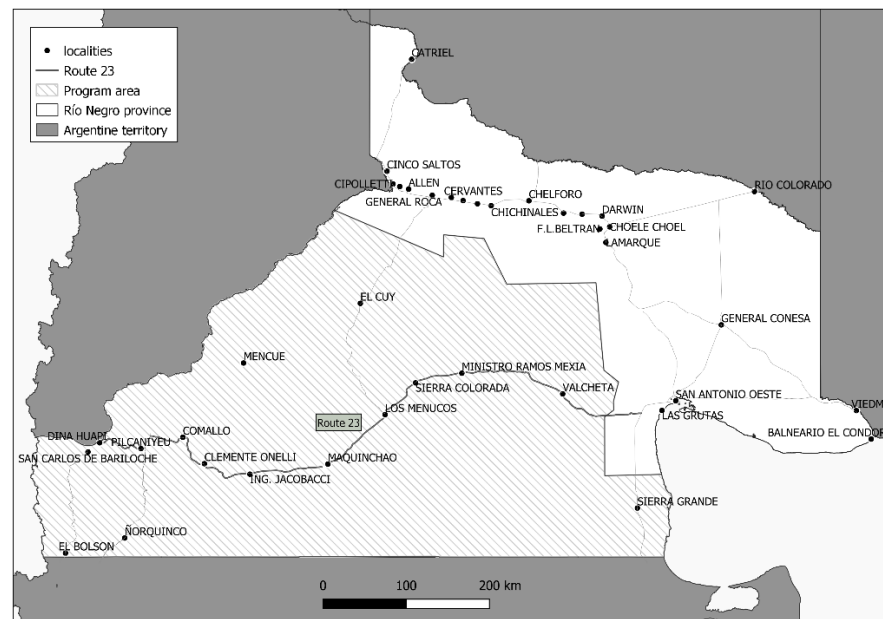 localities
Route 23
Program area
Río Negro province
Argentine territory
CATRIEL
CINCO SALTOS
CIPOLLETTI
ALLEN
GENERAL ROCA
CERVANTES
CHICHINALES
CHELFORO
DARWIN
F.L.BELTRAN
CHOELE CHOEL
LAMARQUE
RIO COLORADO
EL CUY
GENERAL CONESA
MENCUE
MINISTRO RAMOS MEXIA
SIERRA COLORADA
VALCHETA
SAN ANTONIO OESTE
LAS GRUTAS
VIEDM
LOS MENUCOS
Route 23
BALNEARIO EL CONDOR
DINA HUAPI
PILCANIYEU
COMALLO
SAN CARLOS DE BARILOCHE
CLEMENTE ONELLI
MAQUINCHAO
ING. JACOBACCI
SIERRA GRANDE
ÑORQUINCO
EL BOLSON
0 100 200 km